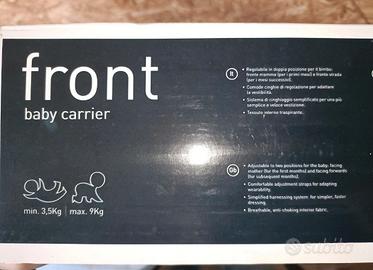 front
baby carrier
min. 3,5Kg
max. 9Kg
• Regolabile in doppia posizione per il bimbo:
fronte mamma (per i primi mesi) e fronte strada
(per i mesi successivi).
• Comode cinghie di regolazione per adattare
la vestibilità.
• Sistema di cinghiaggio semplificato per una più
semplice e veloce vestizione.
• Tessuto interno traspirante.
Gb
• Adjustable to two positions for the baby: facing
mother (for the first months) and facing forwards
(for subsequent months).
• Comfortable adjustment straps for adapting
wearability.
• Simplified harnessing system for simpler, faster
dressing.
• Breathable, anti-choking interior fabric.
subito